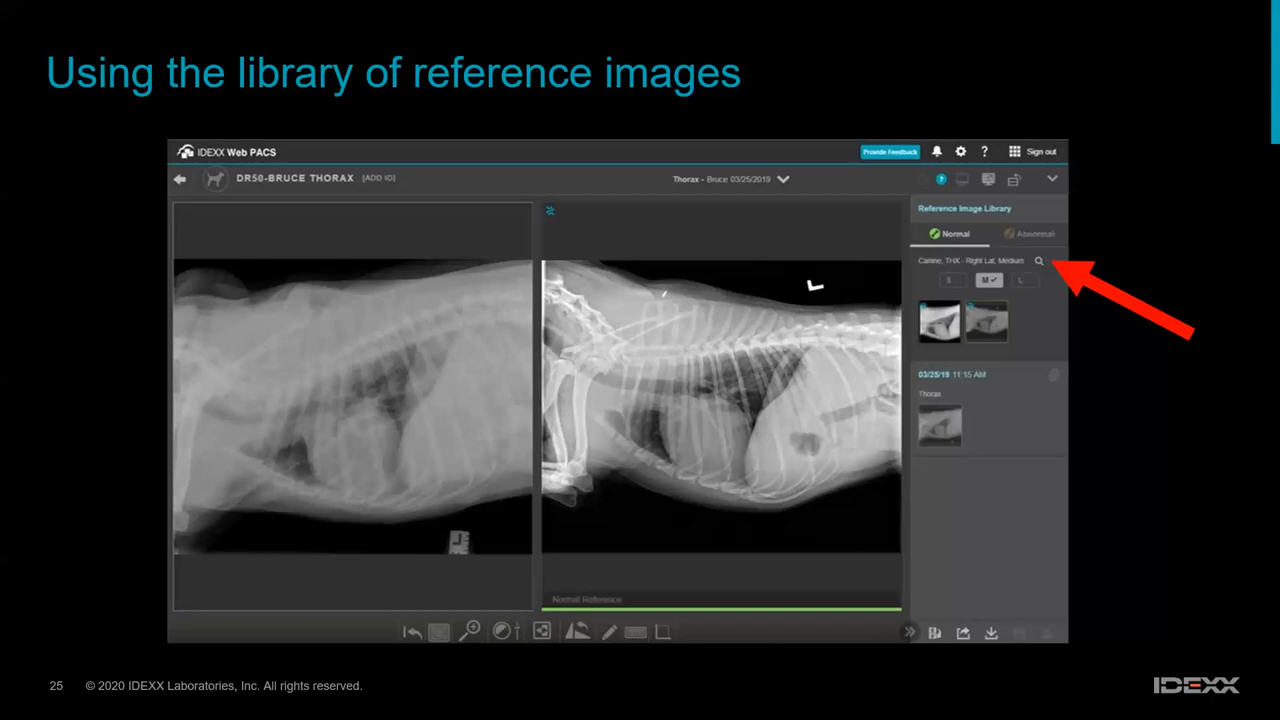 Using the library of reference images
IDEXX Web PACS
Provide Feedback
?
Sign out
DR50-BRUCE THORAX [ADD ID]
Thorax - Bruce 03/25/2019
?
Reference Image Library
Normal
Abnormal
Canine, THX - Right Lat, Medium
S
M
L
03/25/19 11:15 AM
Thorax
L
L
Normal Reference
25
© 2020 IDEXX Laboratories, Inc. All rights reserved.
IDEXX